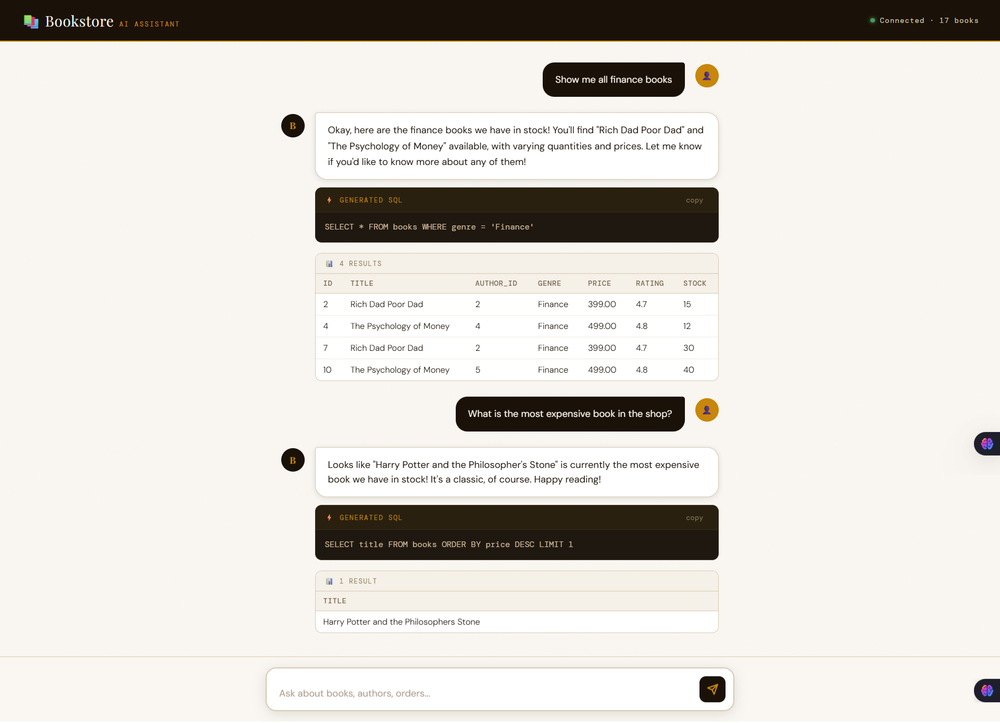 Bookstore AI ASSISTANT
Connected · 17 books
Show me all finance books
B
Okay, here are the finance books we have in stock! You'll find "Rich Dad Poor Dad" and
"The Psychology of Money" available, with varying quantities and prices. Let me know
if you'd like to know more about any of them!
GENERATED SQL copy
SELECT * FROM books WHERE genre = 'Finance'
4 RESULTS
ID TITLE AUTHOR_ID GENRE PRICE RATING STOCK
2 Rich Dad Poor Dad 2 Finance 399.00 4.7 15
4 The Psychology of Money 4 Finance 499.00 4.8 12
7 Rich Dad Poor Dad 2 Finance 399.00 4.7 30
10 The Psychology of Money 5 Finance 499.00 4.8 40
What is the most expensive book in the shop?
B
Looks like "Harry Potter and the Philosopher's Stone" is currently the most expensive
book we have in stock! It's a classic, of course. Happy reading!
GENERATED SQL copy
SELECT title FROM books ORDER BY price DESC LIMIT 1
1 RESULT
TITLE
Harry Potter and the Philosophers Stone
Ask about books, authors, orders...